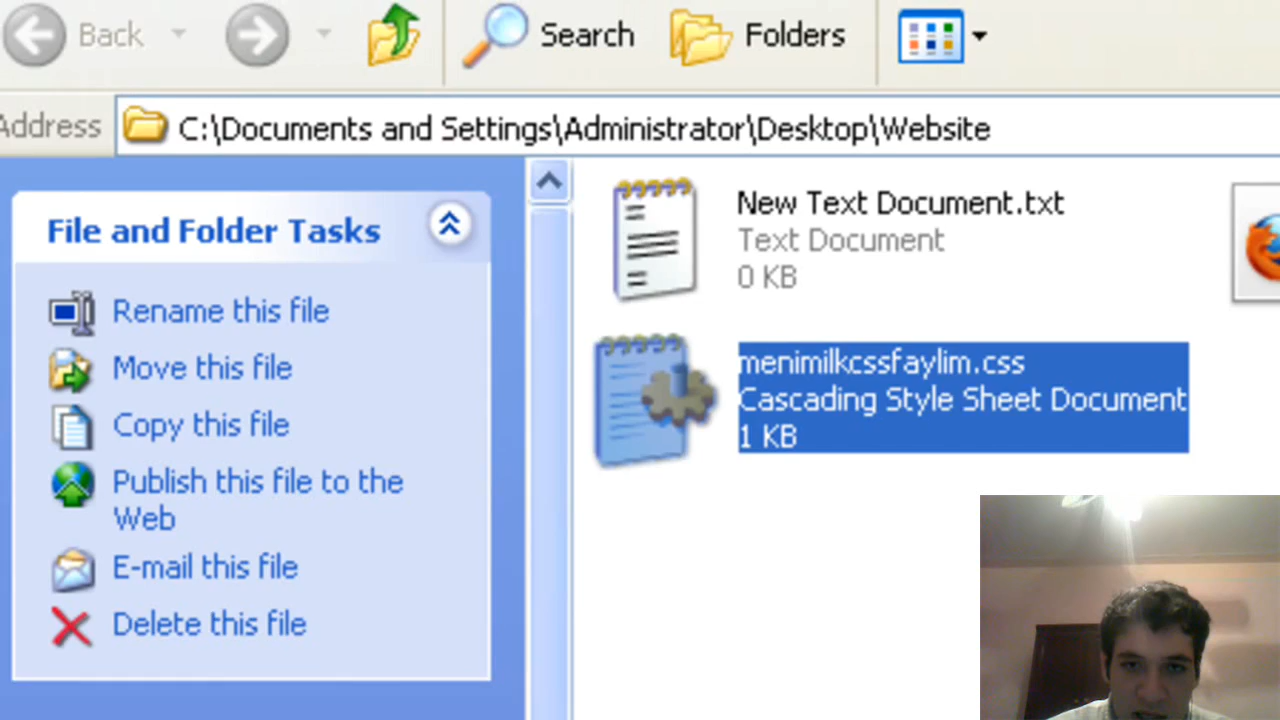 Back
Search
Folders
Address
C:\Documents and Settings\Administrator\Desktop\Website
File and Folder Tasks
Rename this file
Move this file
Copy this file
Publish this file to the
Web
E-mail this file
Delete this file
New Text Document.txt
Text Document
0 KB
menimilkcssfaylim.css
Cascading Style Sheet Document
1 KB